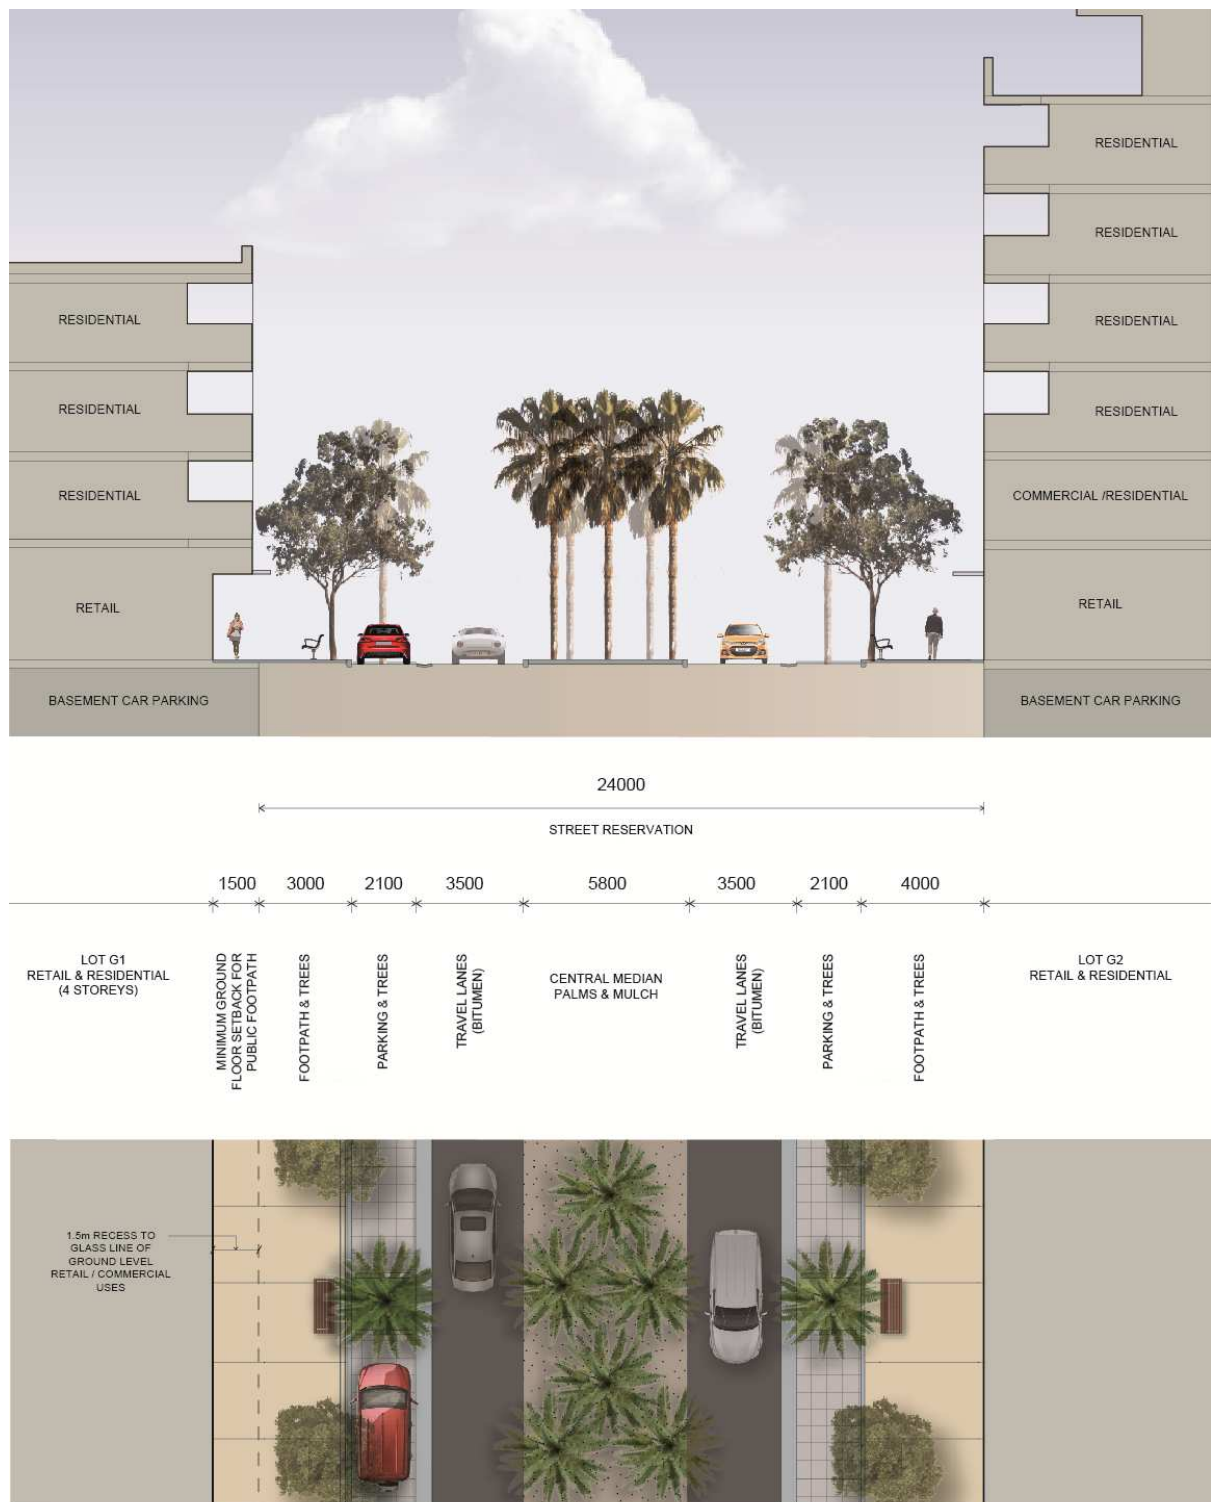 RESIDENTIAL
RESIDENTIAL
RESIDENTIAL
RESIDENTIAL
RESIDENTIAL
RESIDENTIAL
RESIDENTIAL
COMMERCIAL /RESIDENTIAL
RETAIL
RETAIL
BASEMENT CAR PARKING
BASEMENT CAR PARKING
24000
STREET RESERVATION
1500
3000
2100
3500
5800
3500
2100
4000
LOT G1
RETAIL & RESIDENTIAL
(4 STOREYS)
MINIMUM GROUND
FLOOR SETBACK FOR
PUBLIC FOOTPATH
FOOTPATH & TREES
PARKING & TREES
TRAVEL LANES
(BITUMEN)
CENTRAL MEDIAN
PALMS & MULCH
TRAVEL LANES
(BITUMEN)
PARKING & TREES
FOOTPATH & TREES
LOT G2
RETAIL & RESIDENTIAL
1.5m RECESS TO
GLASS LINE OF
GROUND LEVEL
RETAIL / COMMERCIAL
USES